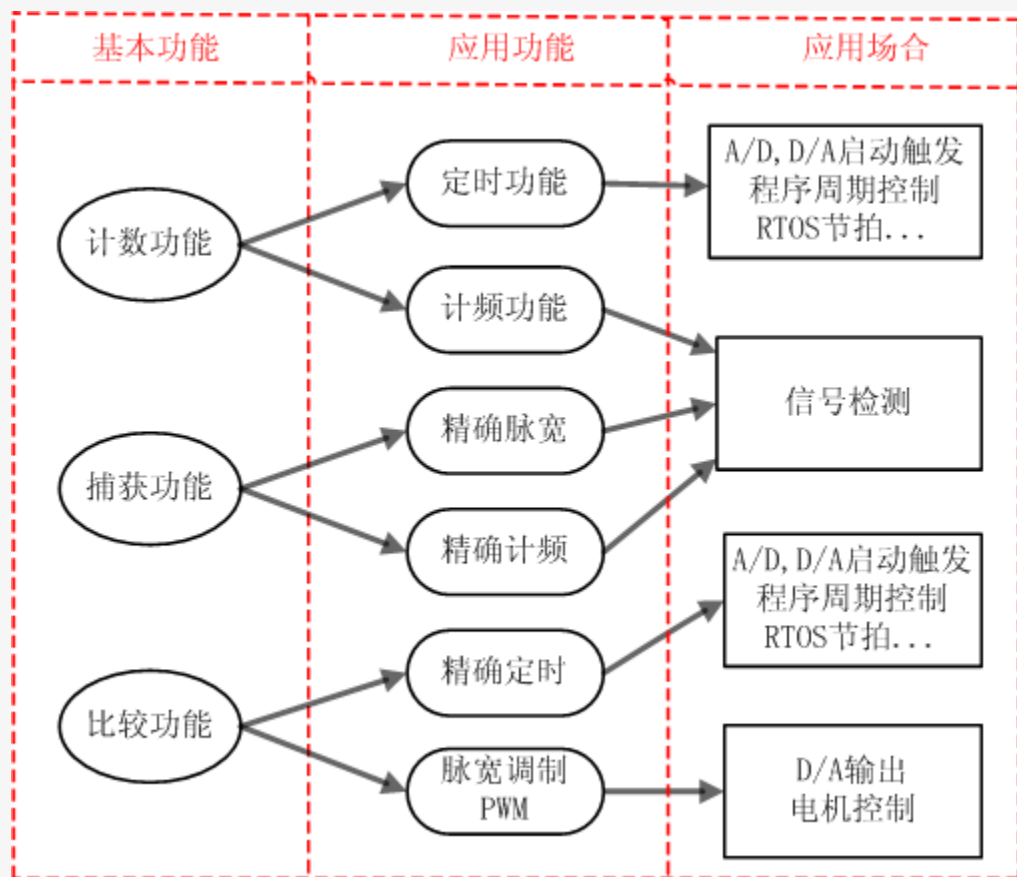 基本功能
应用功能
应用场合
计数功能
定时功能
A/D,D/A启动触发
程序周期控制
RTOS节拍...
计频功能
信号检测
捕获功能
精确脉宽
精确计频
比较功能
精确定时
A/D,D/A启动触发
程序周期控制
RTOS节拍...
脉宽调制
PWM
D/A输出
电机控制